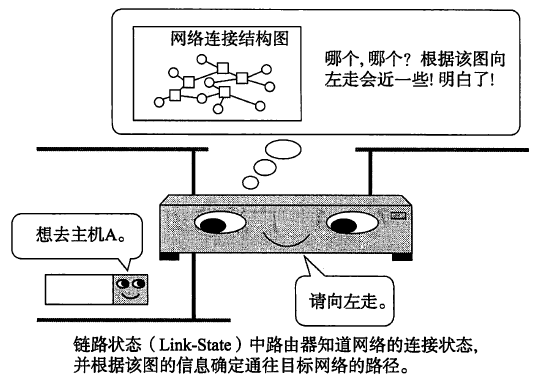 网络连接结构图
哪个,哪个? 根据该图向
左走会近一些! 明白了!
想去主机A。
请向左走。
链路状态(Link-State)中路由器知道网络的连接状态,
并根据该图的信息确定通往目标网络的路径。